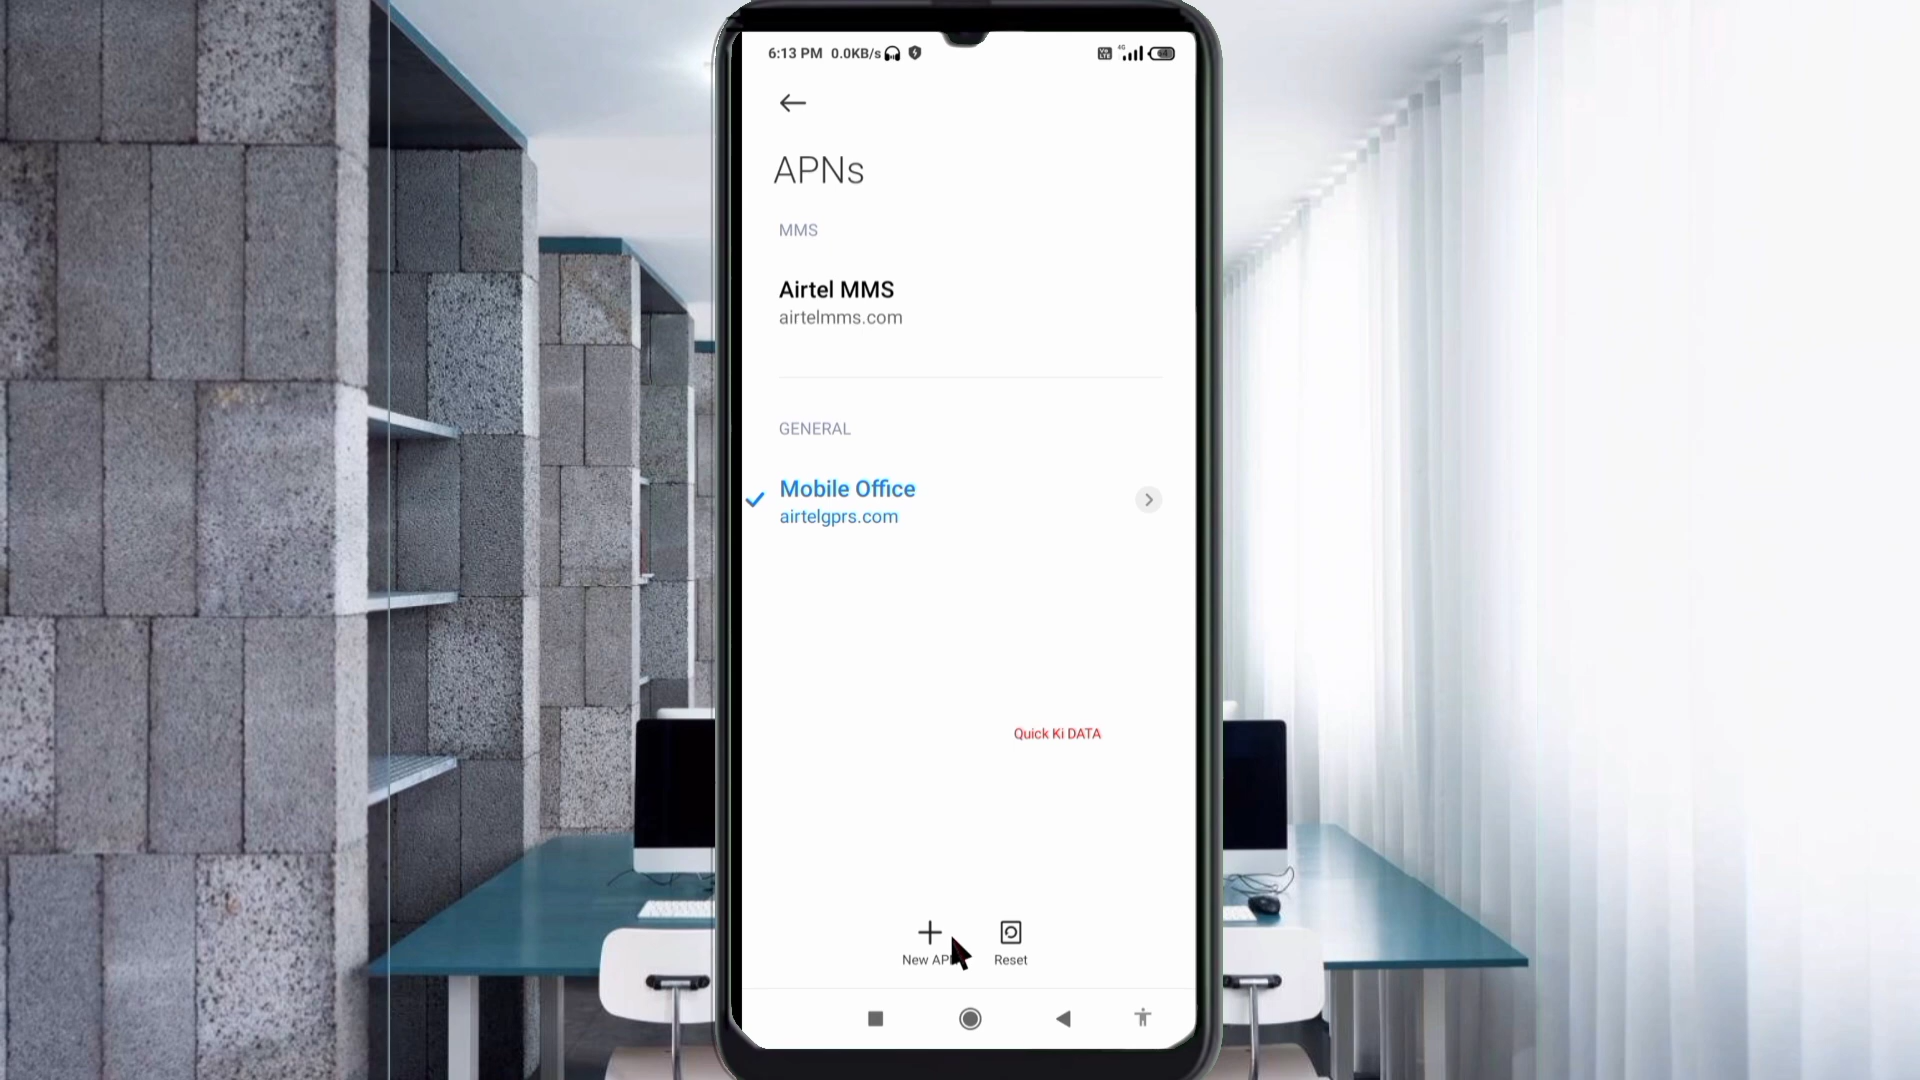 6:13 PM 0.0KB/s
APNs
MMS
Airtel MMS
airtelmms.com
GENERAL
Mobile Office
airtelgprs.com
Quick Ki DATA
New AP
Reset